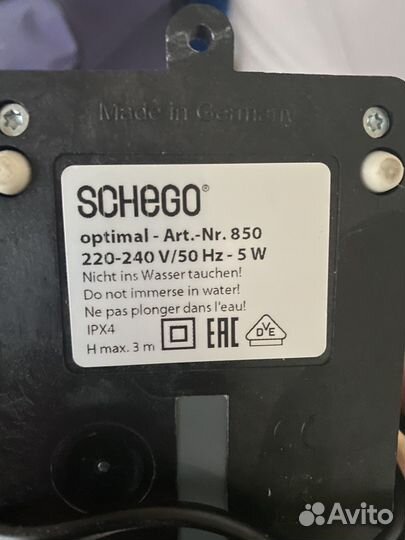 Made in Germany
SCHEGO®
optimal - Art.-Nr. 850
220-240 V/50 Hz - 5 W
Nicht ins Wasser tauchen!
Do not immerse in water!
Ne pas plonger dans l'eau!
IPX4
H max. 3 m EAC DVE
Avito